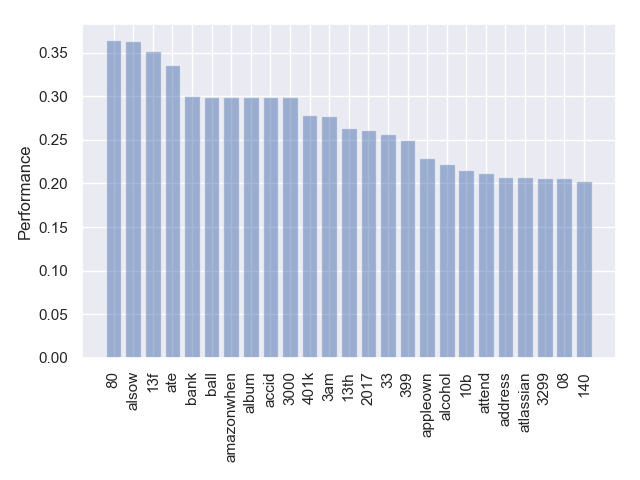 0.35
0.30
0.25
0.20
0.15
0.10
0.05
0.00
Performance
80
alsow
13f
ate
bank
ball
amazonwhen
album
accid
3000
401k
3am
13th
2017
33
399
appleown
alcohol
10b
attend
address
atlassian
3299
08
140